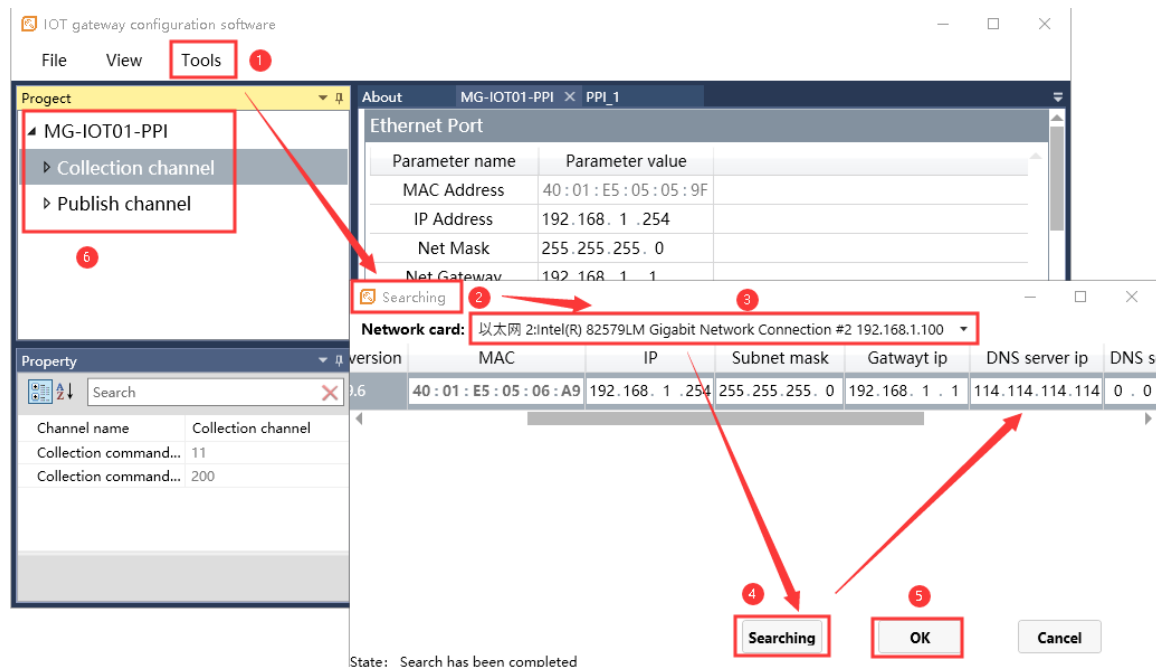 IOT gateway configuration software
File View Tools 1
Progect
MG-IOT01-PPI
Collection channel
Publish channel
6
About MG-IOT01-PPI PPI_1
Ethernet Port
Parameter name Parameter value
MAC Address 40:01:E5:05:05:9F
IP Address 192.168. 1 .254
Net Mask 255.255.255. 0
Net Gateway 192.168. 1 . 1
Searching 2 3
Network card: 以太网 2:Intel(R) 82579LM Gigabit Network Connection #2 192.168.1.100
version MAC IP Subnet mask Gatwayt ip DNS server ip DNS s
.6 40:01:E5:05:06:A9 192.168. 1 .254 255.255.255. 0 192.168. 1 . 1 114.114.114.114 0 . 0
Property
Search
Channel name Collection channel
Collection command... 11
Collection command... 200
4 5
Searching OK Cancel
State: Search has been completed